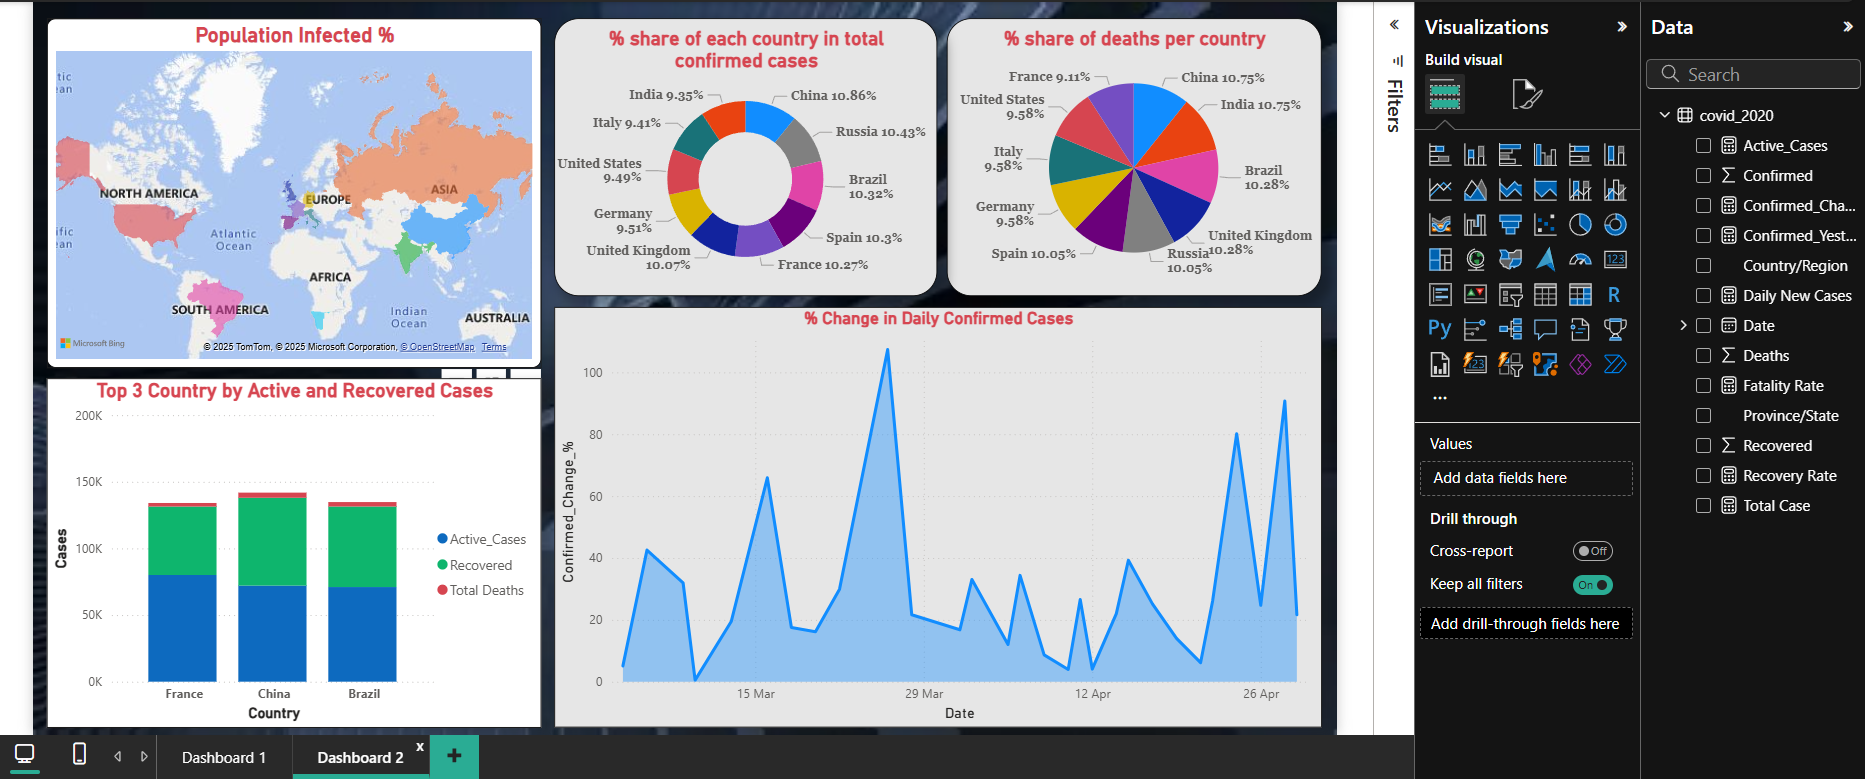 Population Infected %
tic
ean
NORTH AMERICA
EUROPE
ASIA
Atlantic
Ocean
ific
ean
AFRICA
SOUTH AMERICA
Indian
Ocean
AUSTRALIA
Microsoft Bing
© 2025 TomTom, © 2025 Microsoft Corporation, © OpenStreetMap Terms
% share of each country in total
confirmed cases
India 9.35%
China 10.86%
Italy 9.41%
Russia 10.43%
United States
9.49%
Brazil
10.32%
Germany
9.51%
Spain 10.3%
United Kingdom
10.07%
France 10.27%
% share of deaths per country
France 9.11%
China 10.75%
United States
9.58%
India 10.75%
Italy
9.58%
Brazil
10.28%
Germany
9.58%
United Kingdom
10.28%
Spain 10.05%
Russia
10.05%
Top 3 Country by Active and Recovered Cases
200K
150K
100K
50K
0K
Cases
France
China
Brazil
Country
Active_Cases
Recovered
Total Deaths
% Change in Daily Confirmed Cases
Confirmed_Change_%
100
80
60
40
20
0
15 Mar
29 Mar
12 Apr
26 Apr
Date
Dashboard 1
Dashboard 2
x
+
Filters
Visualizations
Build visual
123
R
Py
123
...
Values
Add data fields here
Drill through
Cross-report
Off
Keep all filters
On
Add drill-through fields here
Data
Search
covid_2020
Active_Cases
Confirmed
Confirmed_Cha...
Confirmed_Yest...
Country/Region
Daily New Cases
Date
Deaths
Fatality Rate
Province/State
Recovered
Recovery Rate
Total Case